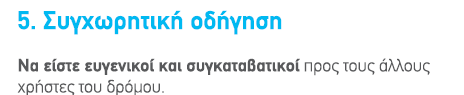 5. Συγχωρητική οδήγηση
Να είστε ευγενικοί και συγκαταβατικοί προς τους άλλους
χρήστες του δρόμου.